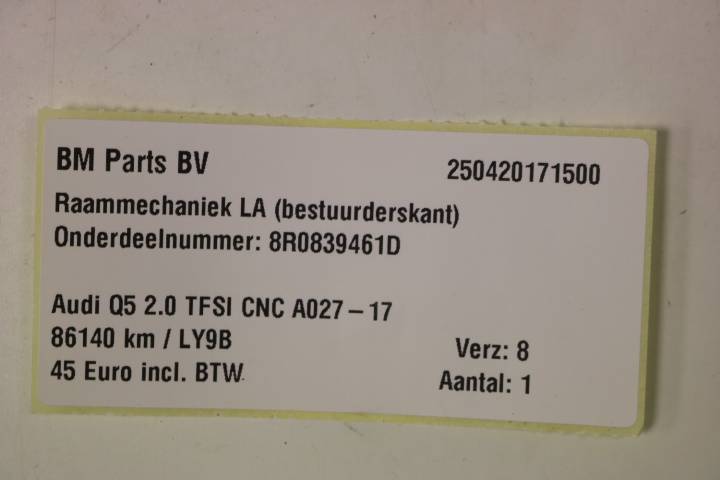 BM Parts BV 250420171500
Raammechaniek LA (bestuurderskant)
Onderdeelnummer: 8R0839461D
Audi Q5 2.0 TFSI CNC A027 – 17
86140 km / LY9B Verz: 8
45 Euro incl. BTW. Aantal: 1